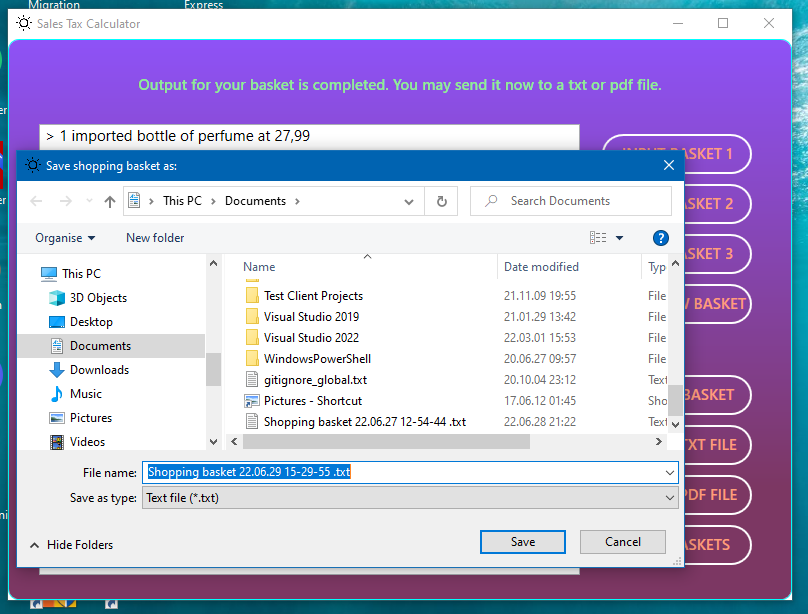 Migration
Express
Sales Tax Calculator
Output for your basket is completed. You may send it now to a txt or pdf file.
> 1 imported bottle of perfume at 27,99
BASKET 1
Save shopping basket as:
This PC > Documents >
Search Documents
ASKET 2
Organise
New folder
ASKET 3
This PC
Name
Date modified
Typ
3D Objects
Test Client Projects
21.11.09 19:55
File
BASKET
Desktop
Visual Studio 2019
21.01.29 13:42
File
Documents
Visual Studio 2022
22.03.01 15:53
File
Downloads
WindowsPowerShell
20.06.27 09:57
File
Music
gitignore_global.txt
20.10.04 23:12
Text
Pictures
Pictures - Shortcut
17.06.12 01:45
Sho
BASKET
Videos
Shopping basket 22.06.27 12-54-44 .txt
22.06.28 21:22
Text
TXT FILE
File name:
Shopping basket 22.06.29 15-29-55 .txt
Save as type:
Text file (*.txt)
PDF FILE
Hide Folders
Save
Cancel
ASKETS